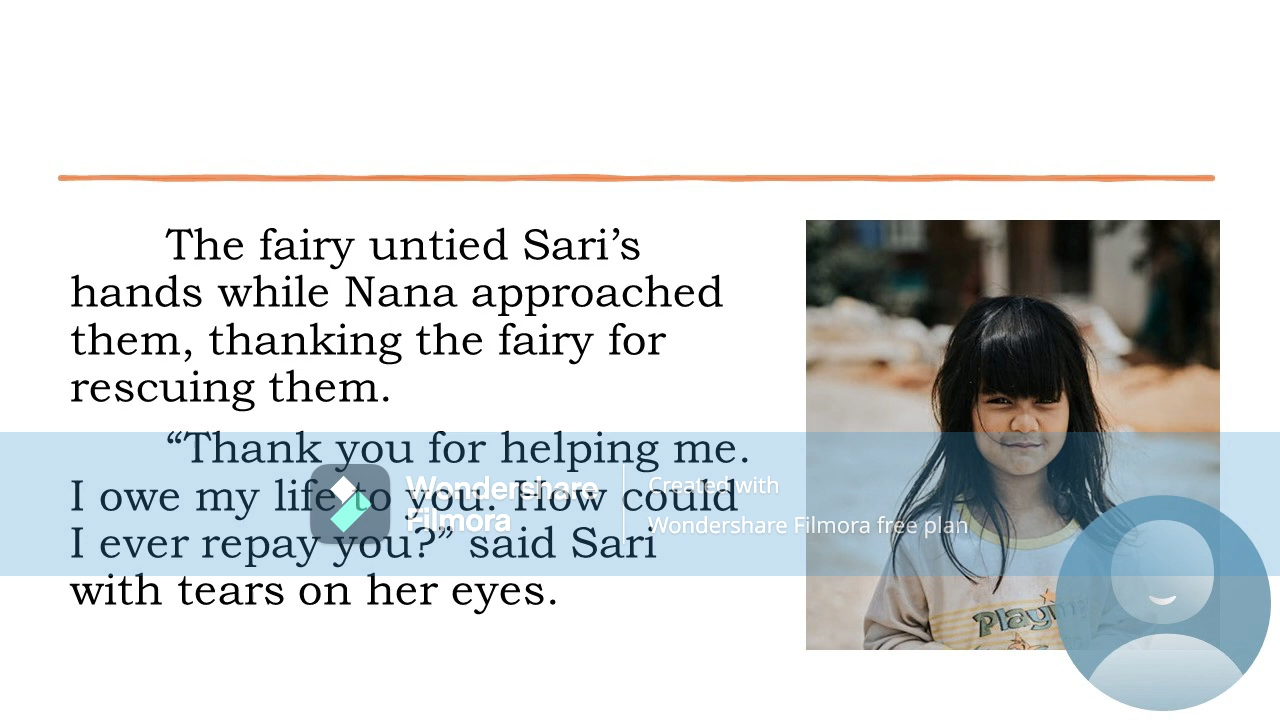 The fairy untied Sari’s
hands while Nana approached
them, thanking the fairy for
rescuing them.
“Thank you for helping me.
I owe my life to you. How could
I ever repay you?” said Sari
with tears on her eyes.
Wondershare
Filmora
Created with
Wondershare Filmora free plan